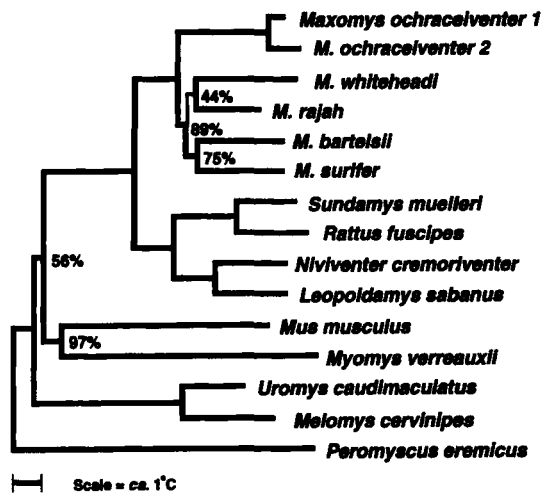 Maxomys ochraceiventer 1
M. ochraceiventer 2
M. whiteheadi
44%
M. rajah
89%
M. bartelsii
75%
M. surifer
Sundamys muelleri
Rattus fuscipes
56%
Niviventer cremoriventer
Leopoldamys sabanus
Mus musculus
97%
Myomys verreauxii
Uromys caudimaculatus
Melomys cervinipes
Peromyscus eremicus
Scale = ca. 1°C